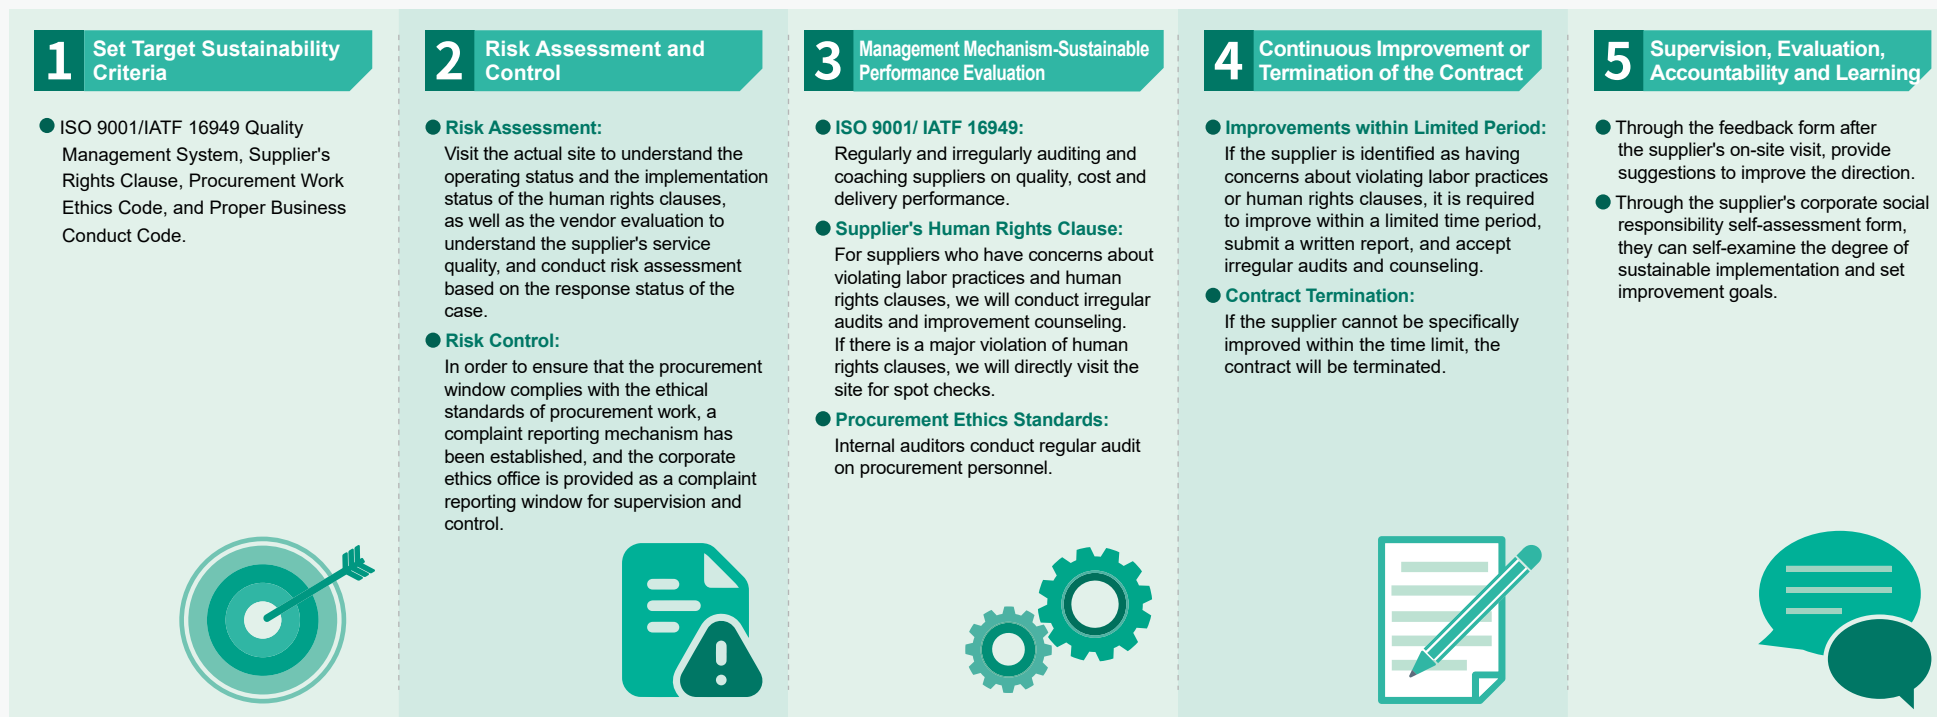 1
Set Target Sustainability
Criteria
ISO 9001/IATF 16949 Quality
Management System, Supplier's
Rights Clause, Procurement Work
Ethics Code, and Proper Business
Conduct Code.
2
Risk Assessment and
Control
Risk Assessment:
Visit the actual site to understand the
operating status and the implementation
status of the human rights clauses,
as well as the vendor evaluation to
understand the supplier's service
quality, and conduct risk assessment
based on the response status of the
case.
Risk Control:
In order to ensure that the procurement
window complies with the ethical
standards of procurement work, a
complaint reporting mechanism has
been established, and the corporate
ethics office is provided as a complaint
reporting window for supervision and
control.
3
Management Mechanism-Sustainable
Performance Evaluation
ISO 9001/ IATF 16949:
Regularly and irregularly auditing and
coaching suppliers on quality, cost and
delivery performance.
Supplier's Human Rights Clause:
For suppliers who have concerns about
violating labor practices and human
rights clauses, we will conduct irregular
audits and improvement counseling.
If there is a major violation of human
rights clauses, we will directly visit the
site for spot checks.
Procurement Ethics Standards:
Internal auditors conduct regular audit
on procurement personnel.
4
Continuous Improvement or
Termination of the Contract
Improvements within Limited Period:
If the supplier is identified as having
concerns about violating labor practices
or human rights clauses, it is required
to improve within a limited time period,
submit a written report, and accept
irregular audits and counseling.
Contract Termination:
If the supplier cannot be specifically
improved within the time limit, the
contract will be terminated.
5
Supervision, Evaluation,
Accountability and Learning
Through the feedback form after
the supplier's on-site visit, provide
suggestions to improve the direction.
Through the supplier's corporate social
responsibility self-assessment form,
they can self-examine the degree of
sustainable implementation and set
improvement goals.